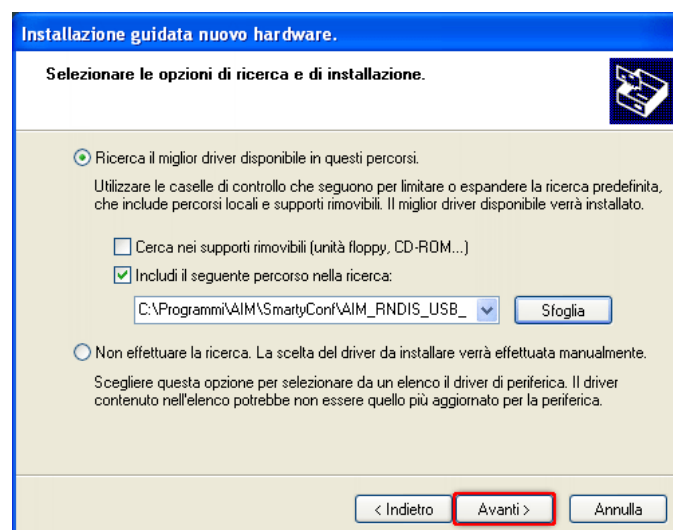 Installazione guidata nuovo hardware.
Selezionare le opzioni di ricerca e di installazione.
Ricerca il miglior driver disponibile in questi percorsi.
Utilizzare le caselle di controllo che seguono per limitare o espandere la ricerca predefinita,
che include percorsi locali e supporti rimovibili. Il miglior driver disponibile verrà installato.
Cerca nei supporti rimovibili (unità floppy, CD-ROM...)
Includi il seguente percorso nella ricerca:
C:\Programmi\AIM\SmartyConf\AIM_RNDIS_USB_
Sfoglia
Non effettuare la ricerca. La scelta del driver da installare verrà effettuata manualmente.
Scegliere questa opzione per selezionare da un elenco il driver di periferica. Il driver
contenuto nell'elenco potrebbe non essere quello più aggiornato per la periferica.
< Indietro
Avanti >
Annulla